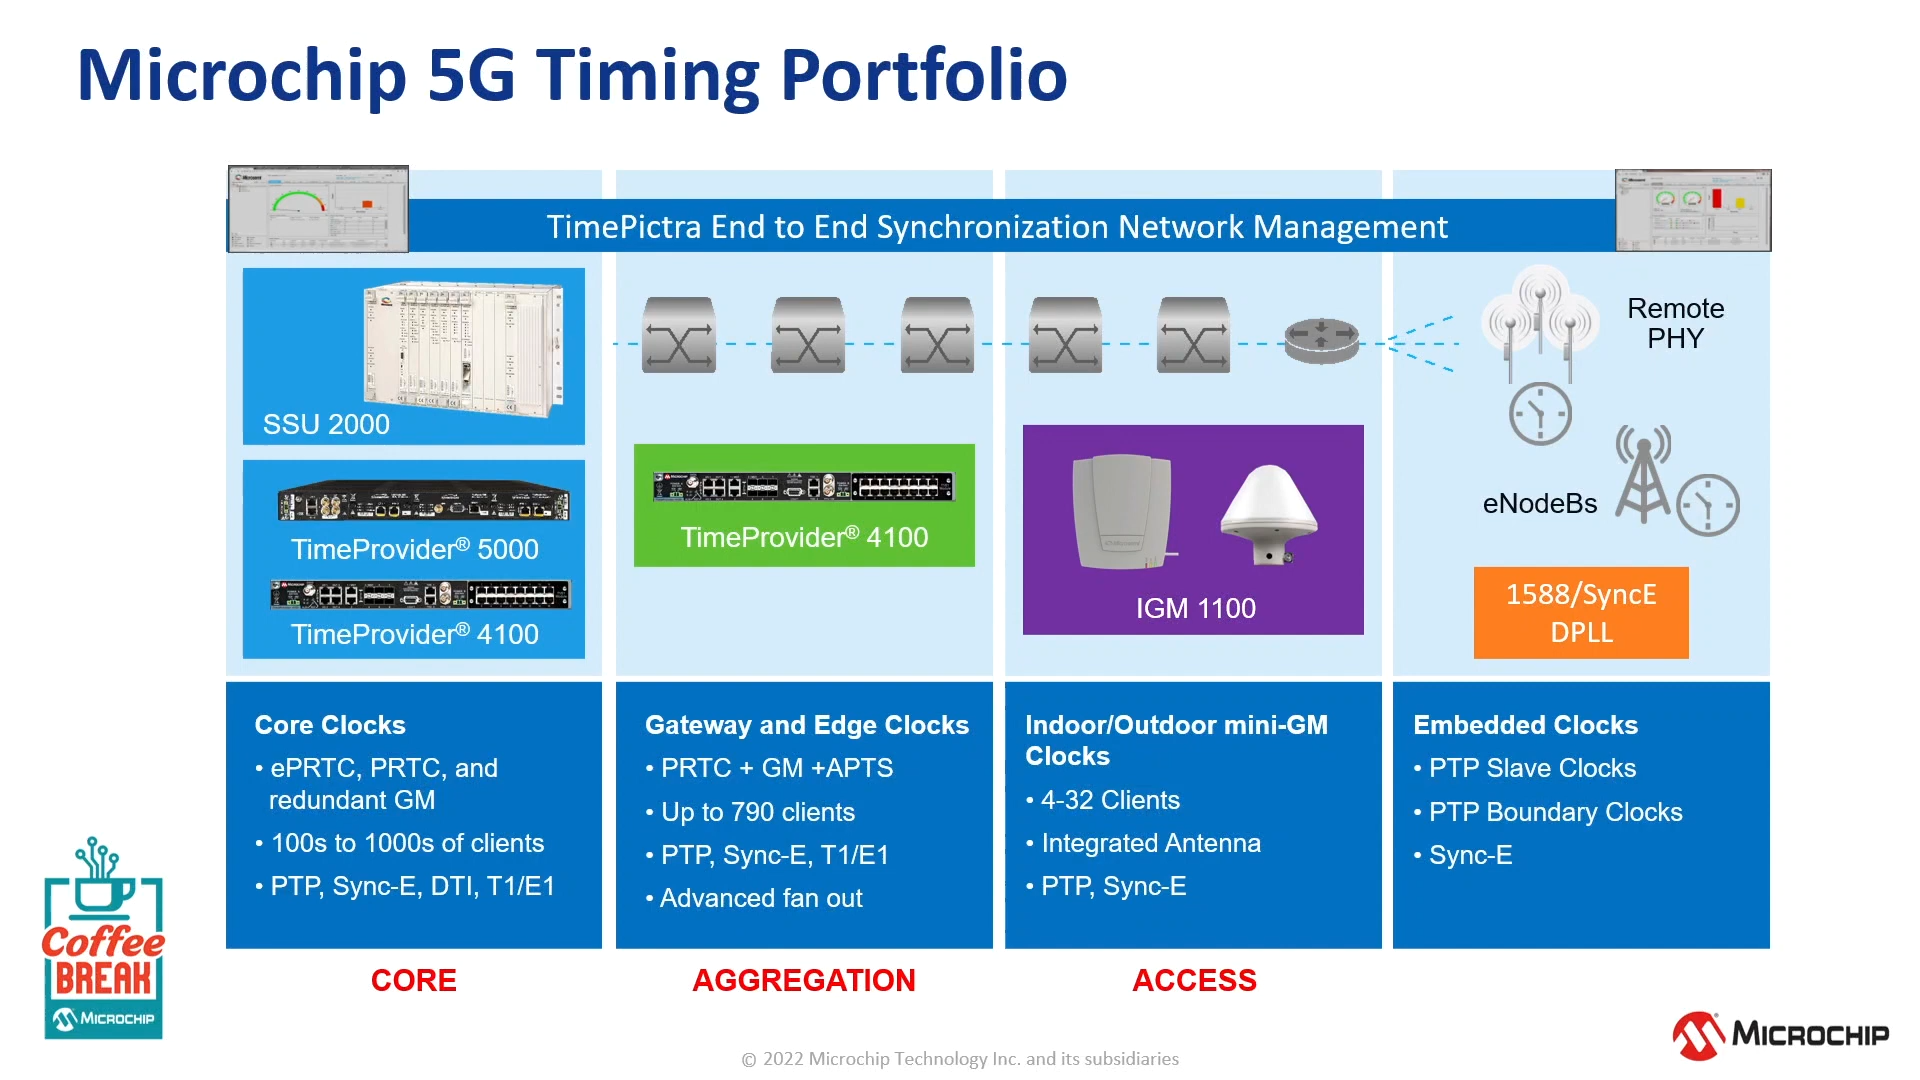 Microchip 5G Timing Portfolio
TimePictra End to End Synchronization Network Management
SSU 2000
TimeProvider® 5000
TimeProvider® 4100
TimeProvider® 4100
IGM 1100
Remote
PHY
eNodeBs
1588/SyncE
DPLL
Core Clocks
• ePRTC, PRTC, and
redundant GM
• 100s to 1000s of clients
• PTP, Sync-E, DTI, T1/E1
Gateway and Edge Clocks
• PRTC + GM +APTS
• Up to 790 clients
• PTP, Sync-E, T1/E1
• Advanced fan out
Indoor/Outdoor mini-GM
Clocks
• 4-32 Clients
• Integrated Antenna
• PTP, Sync-E
Embedded Clocks
• PTP Slave Clocks
• PTP Boundary Clocks
• Sync-E
CORE
AGGREGATION
ACCESS
Coffee
BREAK
MICROCHIP
MICROCHIP
© 2022 Microchip Technology Inc. and its subsidiaries